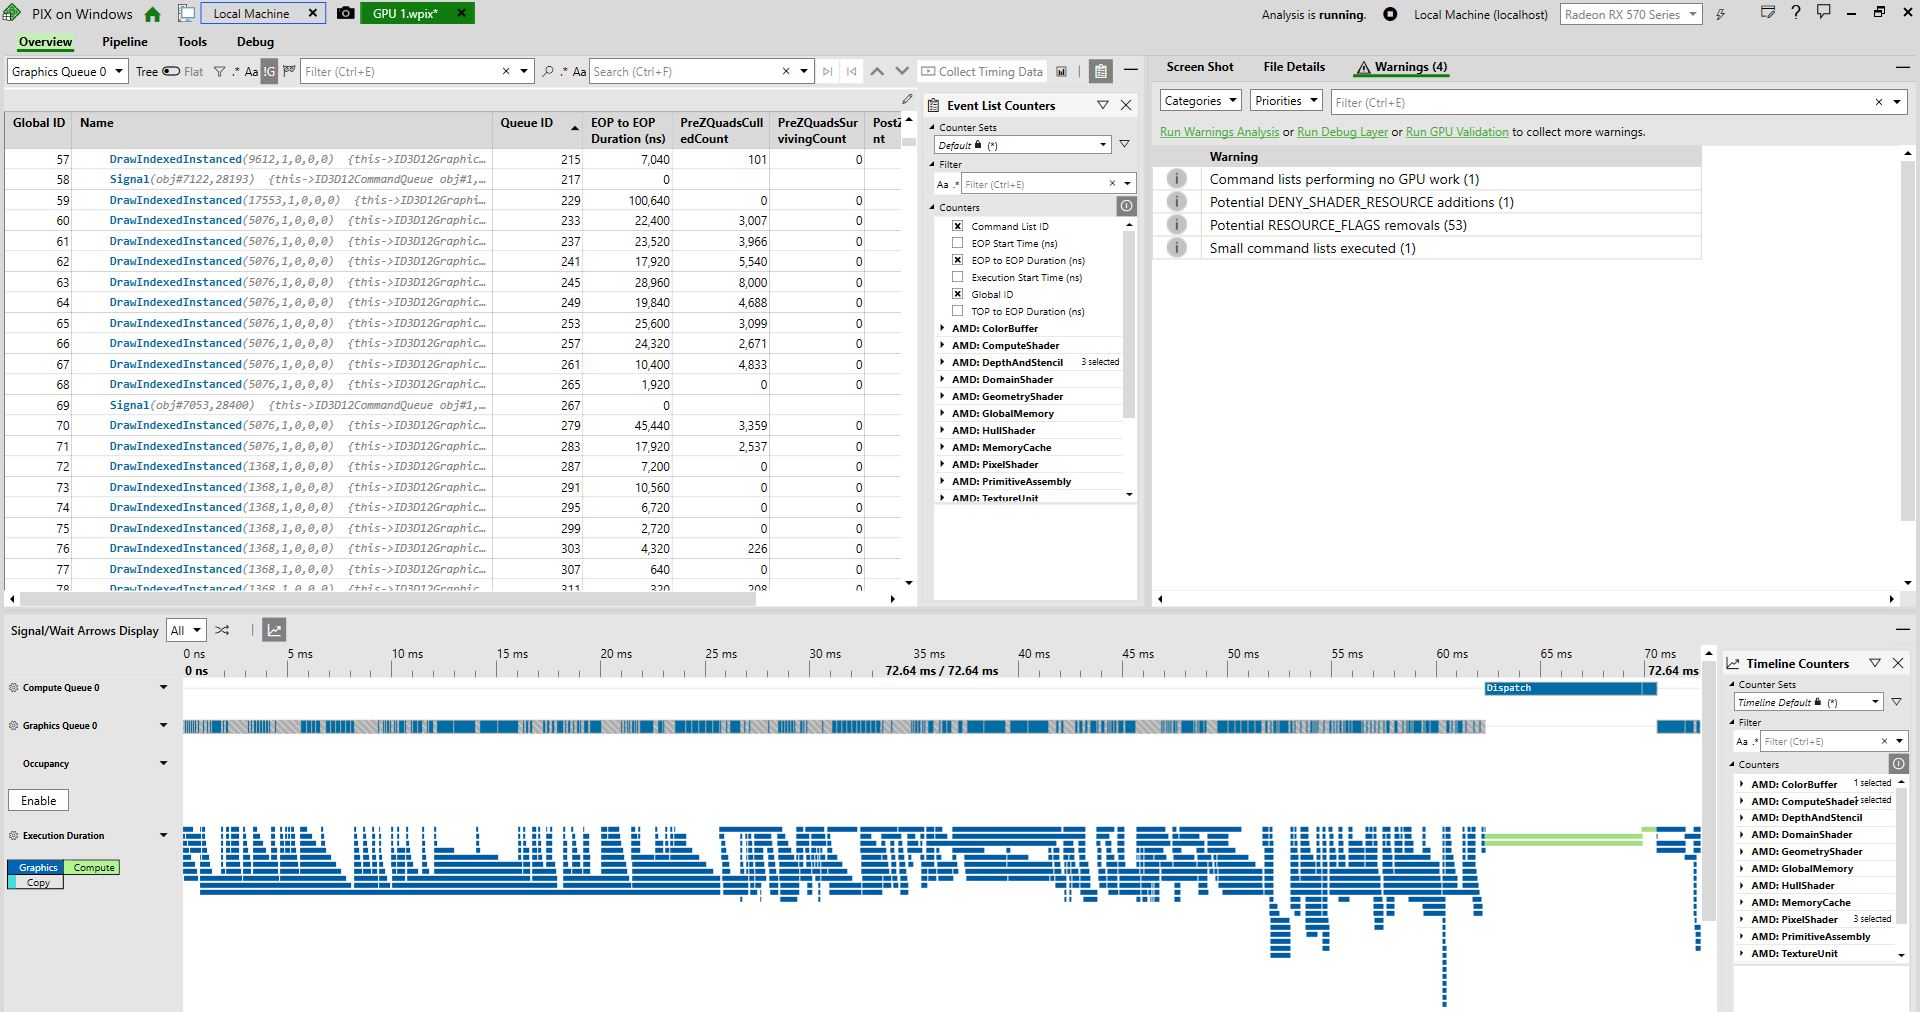 PIX on Windows
Local Machine ×
GPU 1.wpix* ×
Analysis is running.
Local Machine (localhost)
Radeon RX 570 Series
Overview
Pipeline
Tools
Debug
Graphics Queue 0
Tree
Flat
.* Aa !G
Filter (Ctrl+E)
.* Aa
Search (Ctrl+F)
Collect Timing Data
Global ID
Name
Queue ID
EOP to EOP Duration (ns)
PreZQuadsCulledCount
PreZQuadsSurvivingCount
57 DrawIndexedInstanced(9612,1,0,0,0) {this->ID3D12Graphic... 215 7,040 101 0
58 Signal(obj#7122,28193) {this->ID3D12CommandQueue obj#1,... 217 0
59 DrawIndexedInstanced(17553,1,0,0,0) {this->ID3D12Graphi... 229 100,640 0 0
60 DrawIndexedInstanced(5076,1,0,0,0) {this->ID3D12Graphic... 233 22,400 3,007 0
61 DrawIndexedInstanced(5076,1,0,0,0) {this->ID3D12Graphic... 237 23,520 3,966 0
62 DrawIndexedInstanced(5076,1,0,0,0) {this->ID3D12Graphic... 241 17,920 5,540 0
63 DrawIndexedInstanced(5076,1,0,0,0) {this->ID3D12Graphic... 245 28,960 8,000 0
64 DrawIndexedInstanced(5076,1,0,0,0) {this->ID3D12Graphic... 249 19,840 4,688 0
65 DrawIndexedInstanced(5076,1,0,0,0) {this->ID3D12Graphic... 253 25,600 3,099 0
66 DrawIndexedInstanced(5076,1,0,0,0) {this->ID3D12Graphic... 257 24,320 2,671 0
67 DrawIndexedInstanced(5076,1,0,0,0) {this->ID3D12Graphic... 261 10,400 4,833 0
68 DrawIndexedInstanced(5076,1,0,0,0) {this->ID3D12Graphic... 265 1,920 0 0
69 Signal(obj#7053,28400) {this->ID3D12CommandQueue obj#1,... 267 0
70 DrawIndexedInstanced(5076,1,0,0,0) {this->ID3D12Graphic... 279 45,440 3,359 0
71 DrawIndexedInstanced(5076,1,0,0,0) {this->ID3D12Graphic... 283 17,920 2,537 0
72 DrawIndexedInstanced(1368,1,0,0,0) {this->ID3D12Graphic... 287 7,200 0 0
73 DrawIndexedInstanced(1368,1,0,0,0) {this->ID3D12Graphic... 291 10,560 0 0
74 DrawIndexedInstanced(1368,1,0,0,0) {this->ID3D12Graphic... 295 6,720 0 0
75 DrawIndexedInstanced(1368,1,0,0,0) {this->ID3D12Graphic... 299 2,720 0 0
76 DrawIndexedInstanced(1368,1,0,0,0) {this->ID3D12Graphic... 303 4,320 226 0
77 DrawIndexedInstanced(1368,1,0,0,0) {this->ID3D12Graphic... 307 640 0 0
78 DrawIndexedInstanced(1368,1,0,0,0) {this->ID3D12Graphic... 311 320 208 0
Event List Counters
Counter Sets
Default (*)
Filter
Aa .* Filter (Ctrl+E)
Counters
Command List ID
EOP Start Time (ns)
EOP to EOP Duration (ns)
Execution Start Time (ns)
Global ID
TOP to EOP Duration (ns)
AMD: ColorBuffer
AMD: ComputeShader
AMD: DepthAndStencil 3 selected
AMD: DomainShader
AMD: GeometryShader
AMD: GlobalMemory
AMD: HullShader
AMD: MemoryCache
AMD: PixelShader
AMD: PrimitiveAssembly
AMD: TextureUnit
Screen Shot
File Details
Warnings (4)
Categories
Priorities
Filter (Ctrl+E)
Run Warnings Analysis or Run Debug Layer or Run GPU Validation to collect more warnings.
Warning
Command lists performing no GPU work (1)
Potential DENY_SHADER_RESOURCE additions (1)
Potential RESOURCE_FLAGS removals (53)
Small command lists executed (1)
Signal/Wait Arrows Display
All
0 ns 5 ms 10 ms 15 ms 20 ms 25 ms 30 ms 35 ms 40 ms 45 ms 50 ms 55 ms 60 ms 65 ms 70 ms
0 ns 72.64 ms / 72.64 ms 72.64 ms
Compute Queue 0
Dispatch
Graphics Queue 0
Occupancy
Enable
Execution Duration
Graphics
Compute
Copy
Timeline Counters
Counter Sets
Timeline Default (*)
Filter
Aa .* Filter (Ctrl+E)
Counters
AMD: ColorBuffer 1 selected
AMD: ComputeShader selected
AMD: DepthAndStencil
AMD: DomainShader
AMD: GeometryShader
AMD: GlobalMemory
AMD: HullShader
AMD: MemoryCache
AMD: PixelShader 3 selected
AMD: PrimitiveAssembly
AMD: TextureUnit